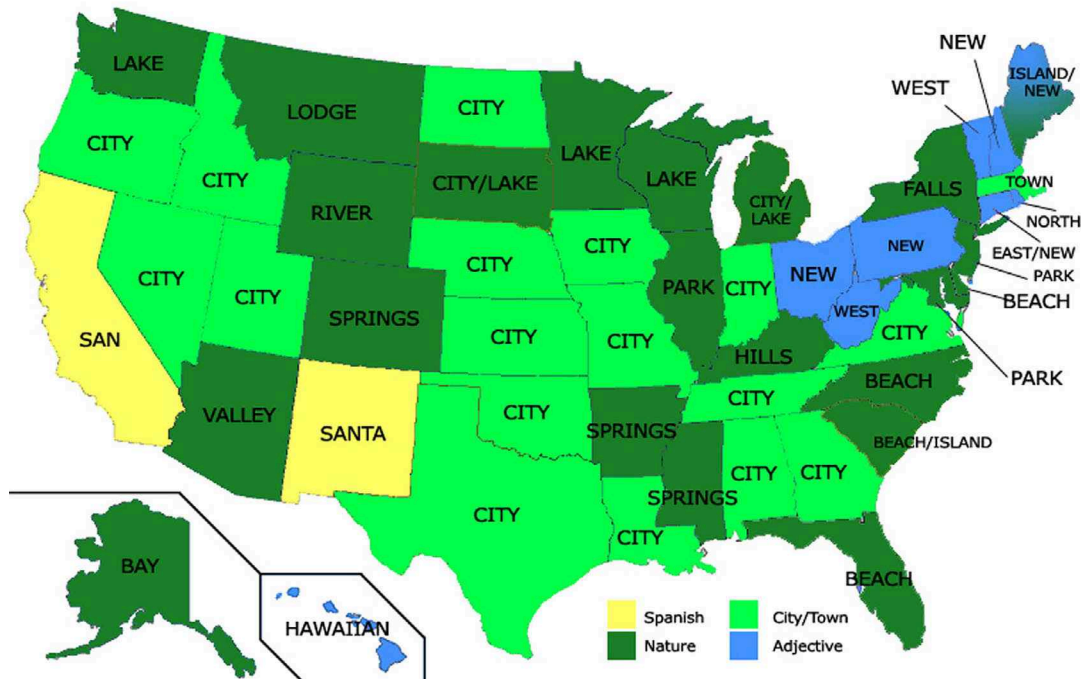 NEW
WEST
ISLAND/
NEW
LAKE
LODGE
CITY
LAKE
CITY
CITY
RIVER
CITY/LAKE
LAKE
CITY/
LAKE
FALLS
TOWN
NORTH
EAST/NEW
PARK
BEACH
PARK
SAN
CITY
CITY
SPRINGS
CITY
CITY
CITY
CITY
PARK
CITY
NEW
NEW
WEST
CITY
HILLS
VALLEY
SANTA
CITY
SPRINGS
CITY
BEACH
BEACH/ISLAND
CITY
CITY
SPRINGS
CITY
CITY
BEACH
BAY
HAWAIIAN
Spanish
City/Town
Nature
Adjective